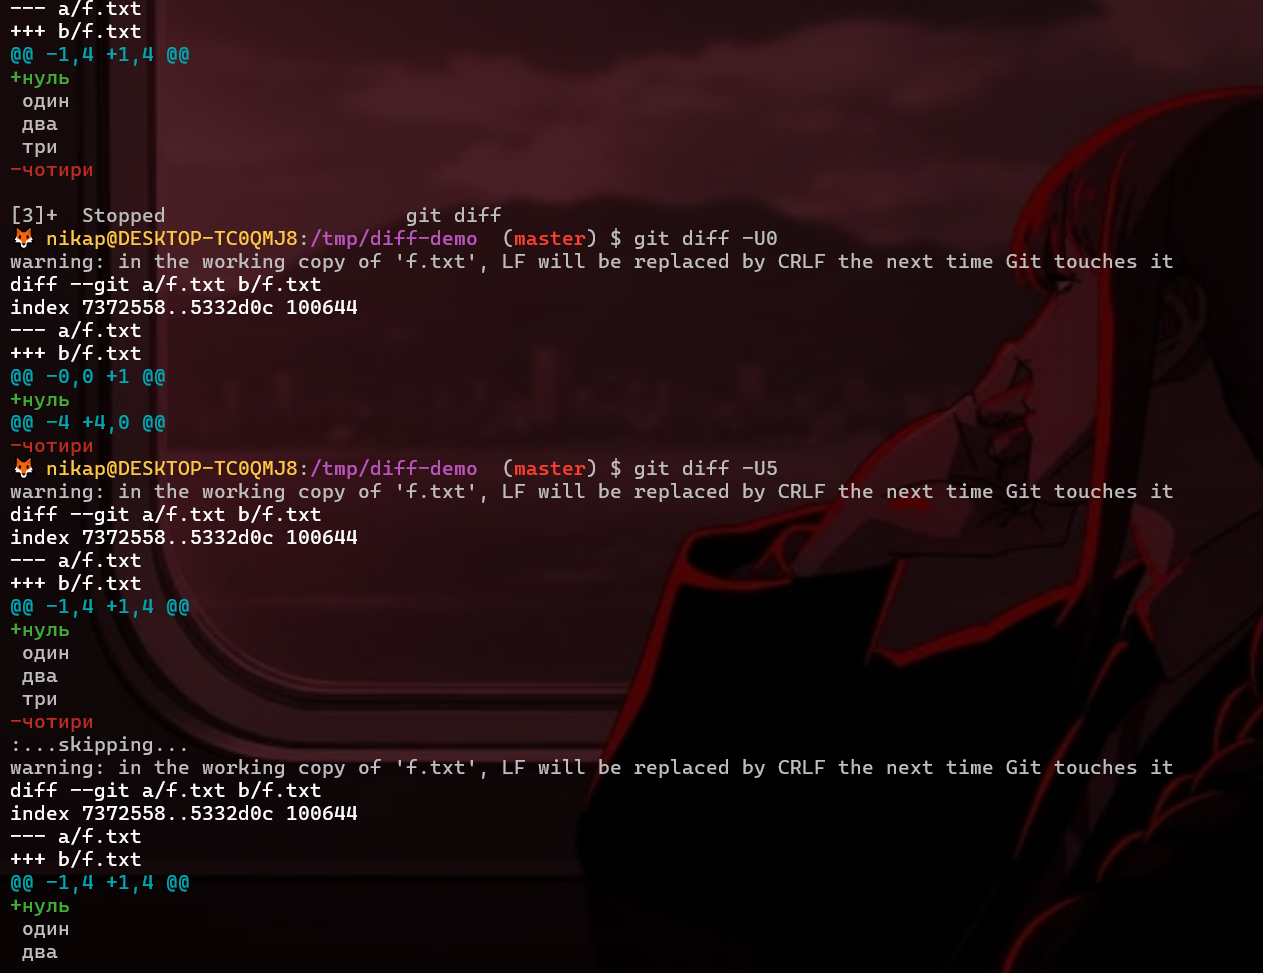 --- a/f.txt
+++ b/f.txt
@@ -1,4 +1,4 @@
+нуль
 один
 два
 три
-чотири

[3]+  Stopped                    git diff
🦊 nikap@DESKTOP-TC0QMJ8:/tmp/diff-demo  (master) $ git diff -U0
warning: in the working copy of 'f.txt', LF will be replaced by CRLF the next time Git touches it
diff --git a/f.txt b/f.txt
index 7372558..5332d0c 100644
--- a/f.txt
+++ b/f.txt
@@ -0,0 +1 @@
+нуль
@@ -4 +4,0 @@
-чотири
🦊 nikap@DESKTOP-TC0QMJ8:/tmp/diff-demo  (master) $ git diff -U5
warning: in the working copy of 'f.txt', LF will be replaced by CRLF the next time Git touches it
diff --git a/f.txt b/f.txt
index 7372558..5332d0c 100644
--- a/f.txt
+++ b/f.txt
@@ -1,4 +1,4 @@
+нуль
 один
 два
 три
-чотири
:...skipping...
warning: in the working copy of 'f.txt', LF will be replaced by CRLF the next time Git touches it
diff --git a/f.txt b/f.txt
index 7372558..5332d0c 100644
--- a/f.txt
+++ b/f.txt
@@ -1,4 +1,4 @@
+нуль
 один
 два